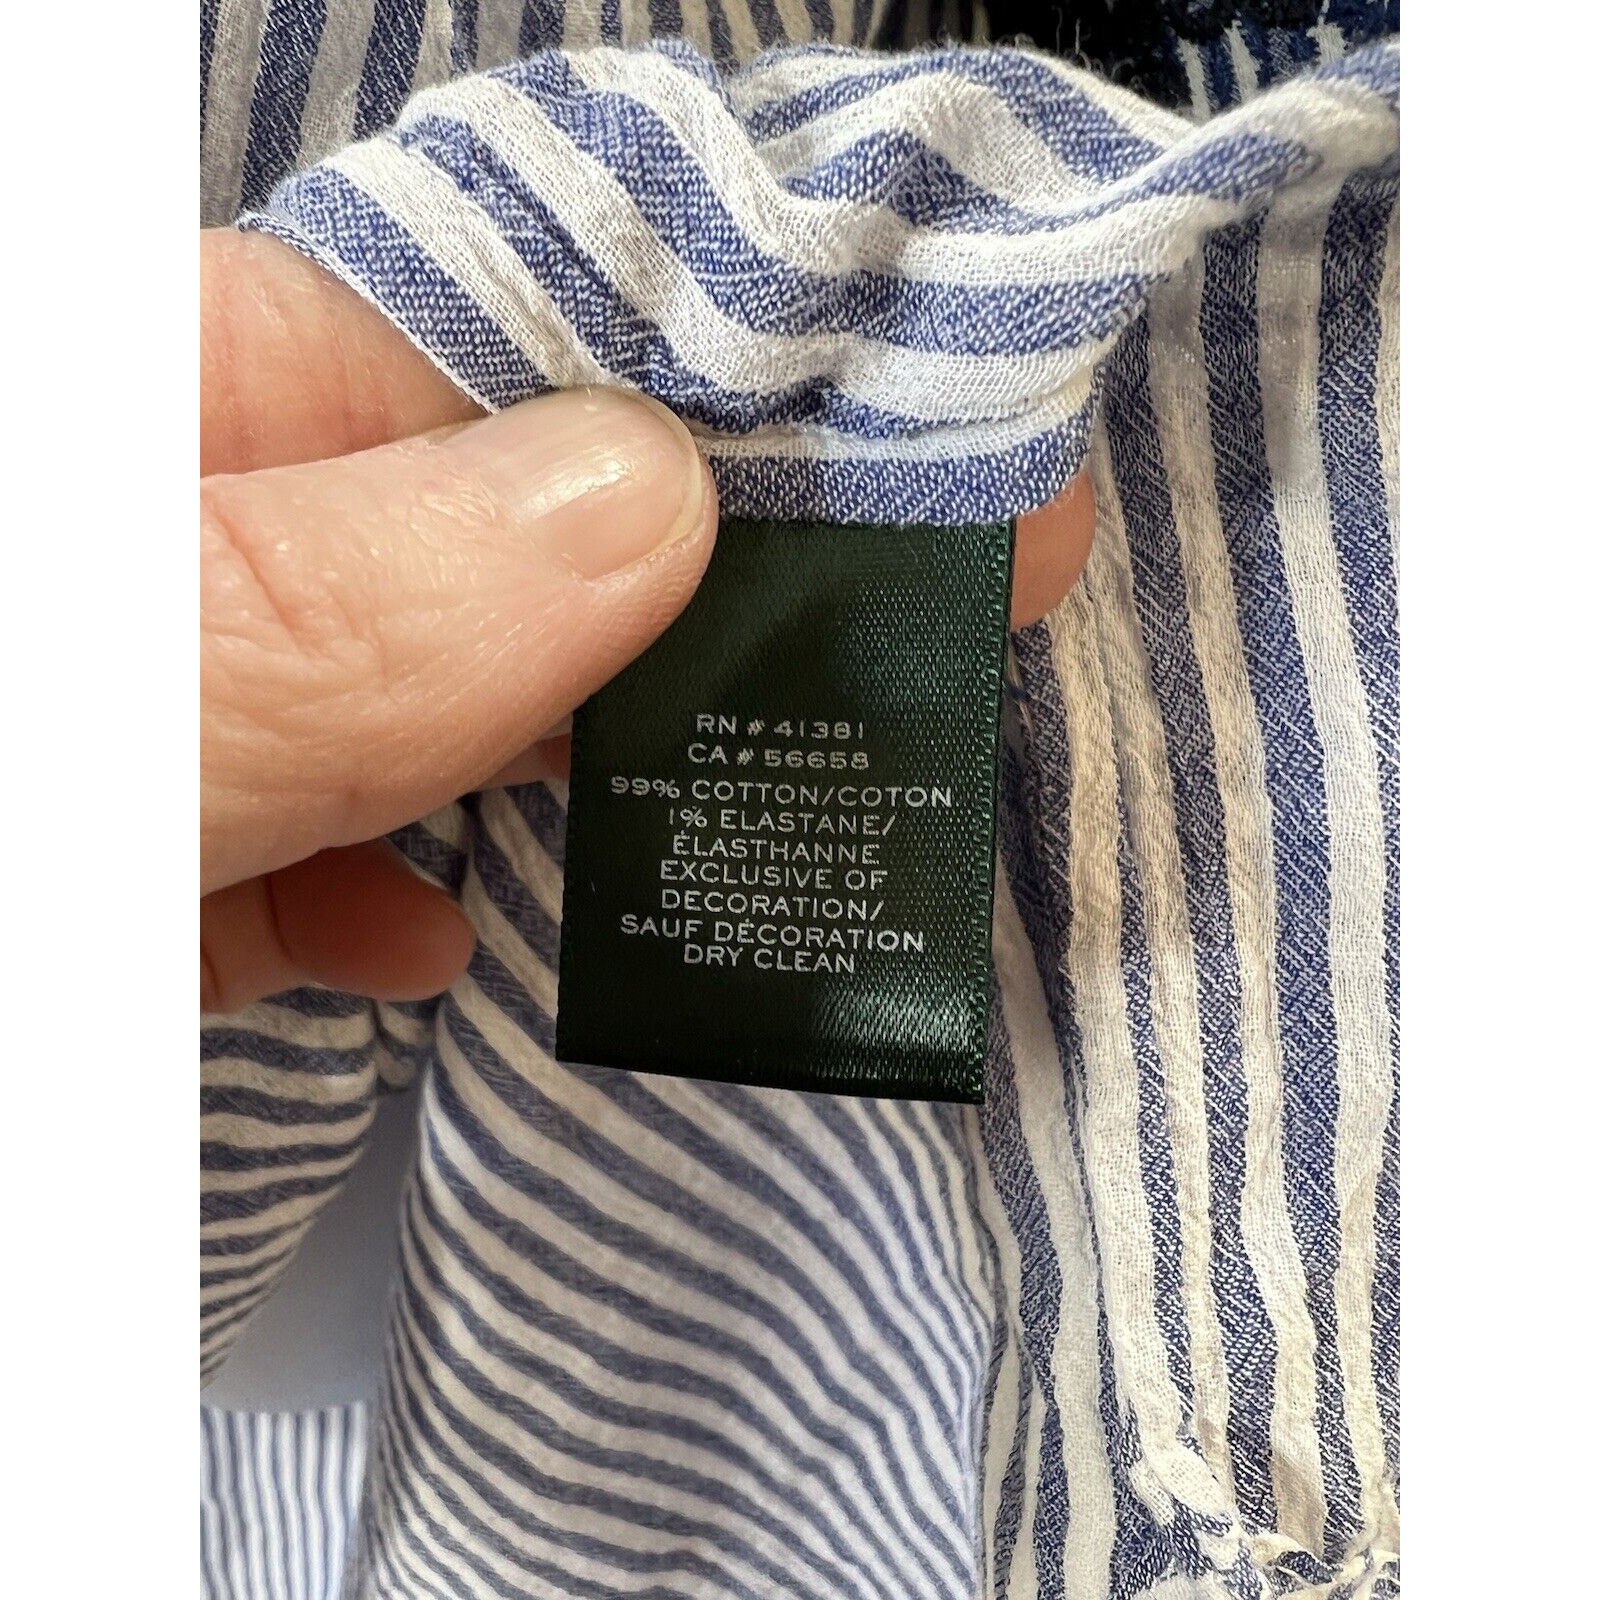 RN # 41381
CA # 56658
99% COTTON/COTON
1% ELASTANE/
ÉLASTHANNE
EXCLUSIVE OF
DECORATION/
SAUF DÉCORATION
DRY CLEAN